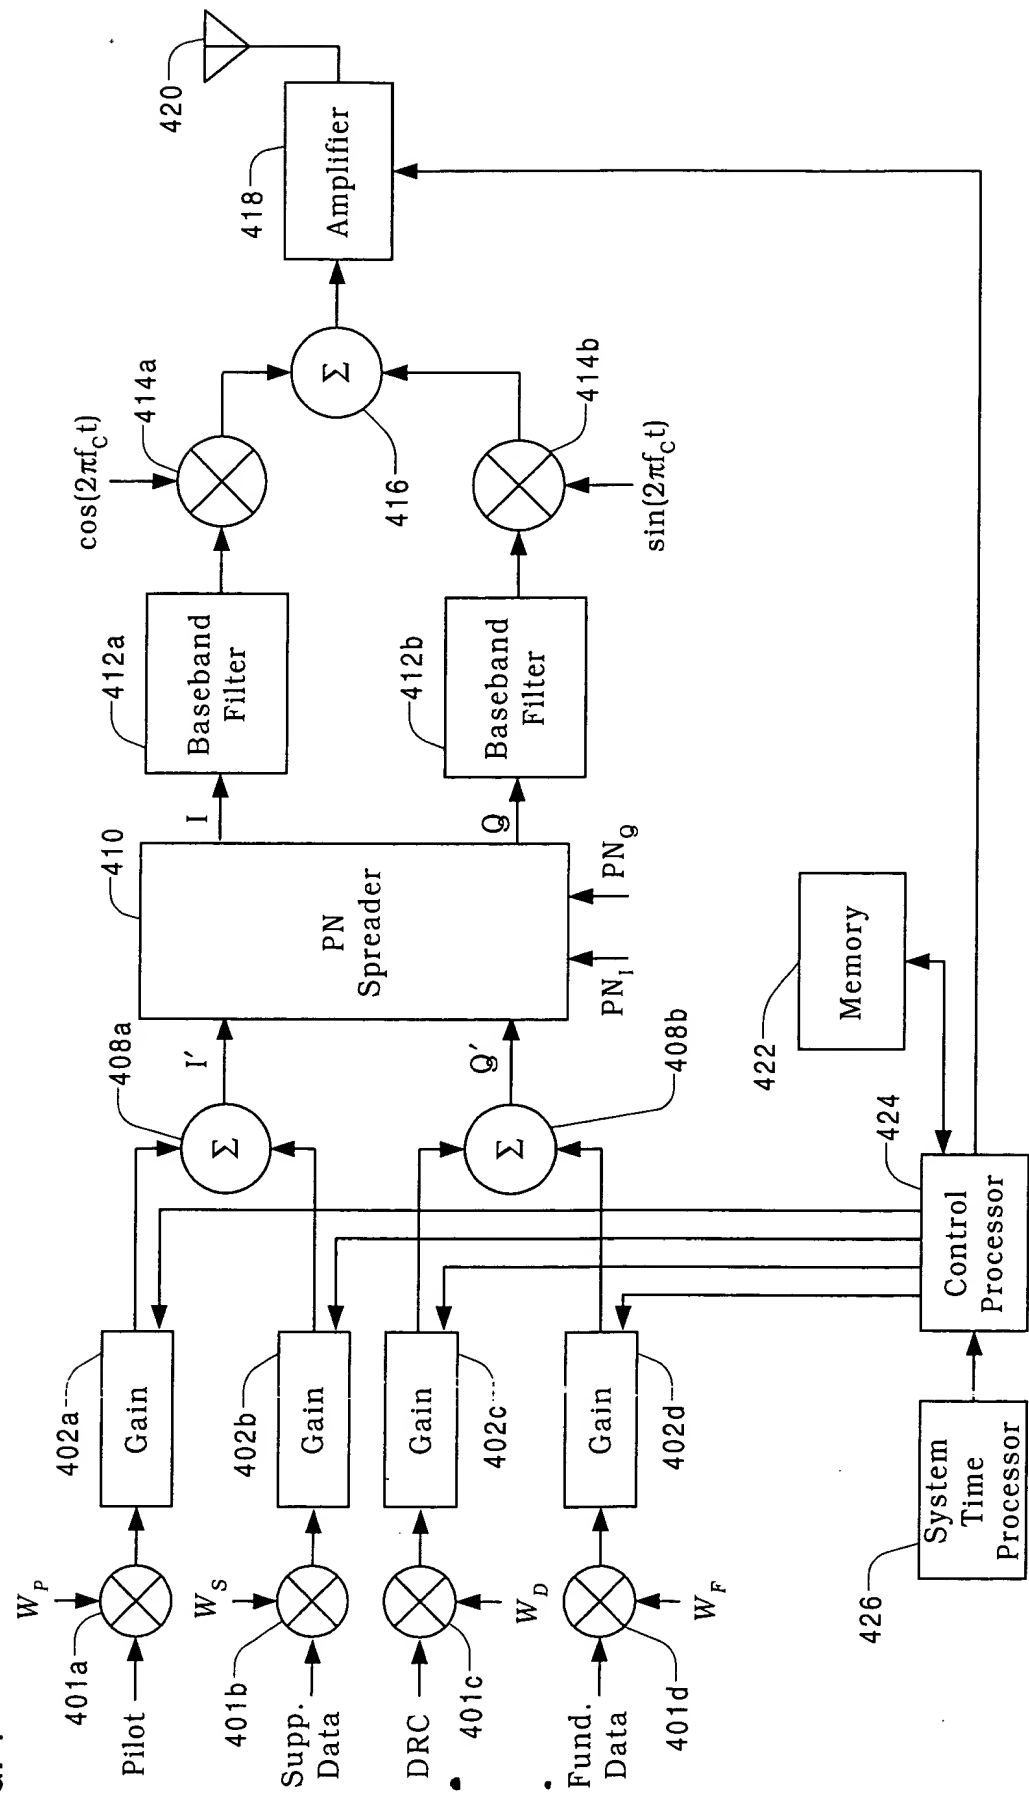 420
418
Amplifier
414a
cos(2πf_C t)
Σ
416
414b
sin(2πf_C t)
412a
Baseband
Filter
412b
Baseband
Filter
I
Q
410
PN
Spreader
PN_I
PN_Q
408a
I′
Q′
408b
Σ
Σ
422
Memory
424
Control
Processor
402a
Gain
402b
Gain
Gain
402c
Gain
402d
System
Time
Processor
426
W_P
401a
Pilot
W_S
401b
Supp.
Data
W_D
401c
DRC
W_F
401d
Fund.
Data